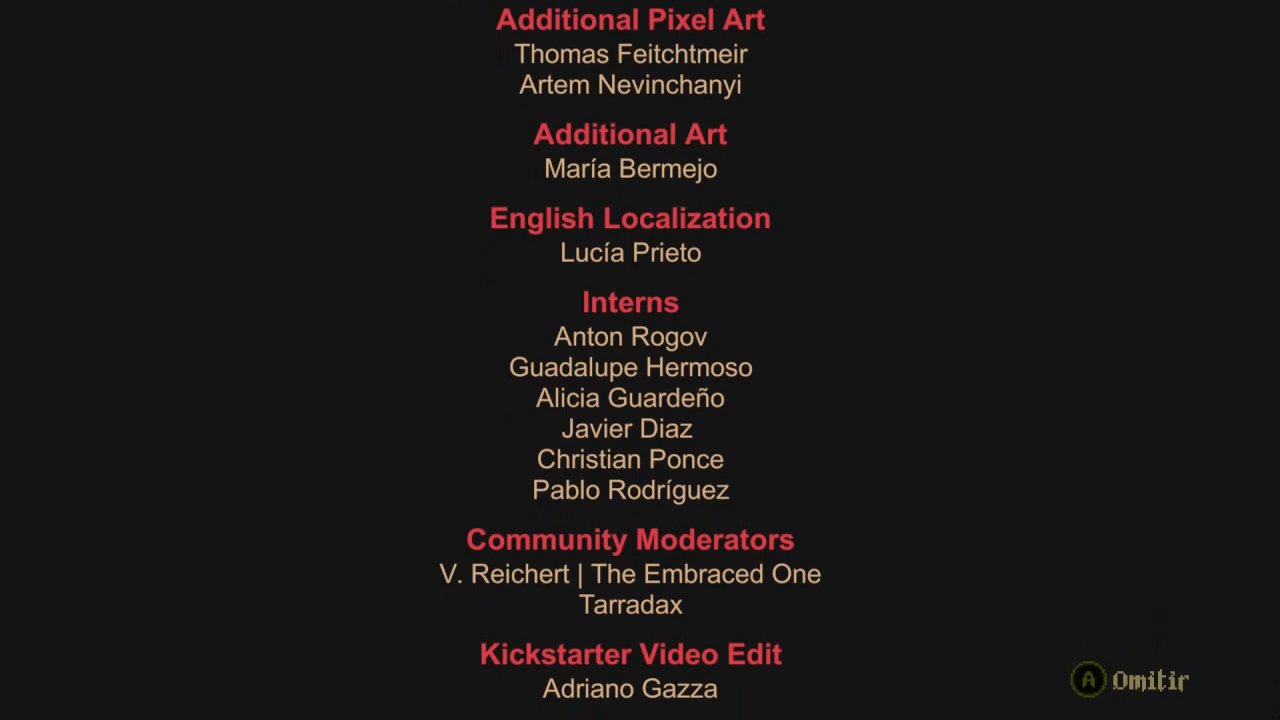 Additional Pixel Art
Thomas Feitchtmeir
Artem Nevinchanyi
Additional Art
María Bermejo
English Localization
Lucía Prieto
Interns
Anton Rogov
Guadalupe Hermoso
Alicia Guardeño
Javier Diaz
Christian Ponce
Pablo Rodríguez
Community Moderators
V. Reichert | The Embraced One
Tarradax
Kickstarter Video Edit
Adriano Gazza
A Omitir